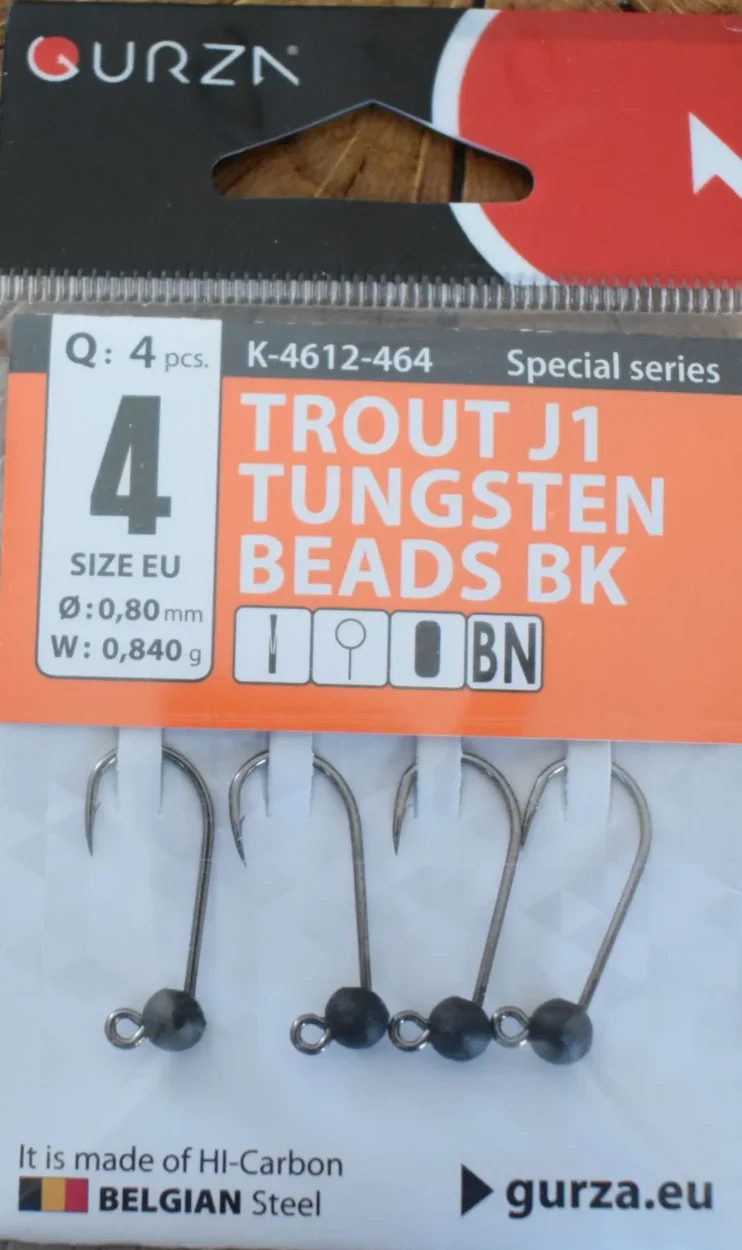 GURZA
Q: 4 pcs.
4
SIZE EU
Ø:0,80 mm
W: 0,840 g
K-4612-464 Special series
TROUT J1
TUNGSTEN
BEADS BK
BN
It is made of HI-Carbon
BELGIAN Steel
gurza.eu